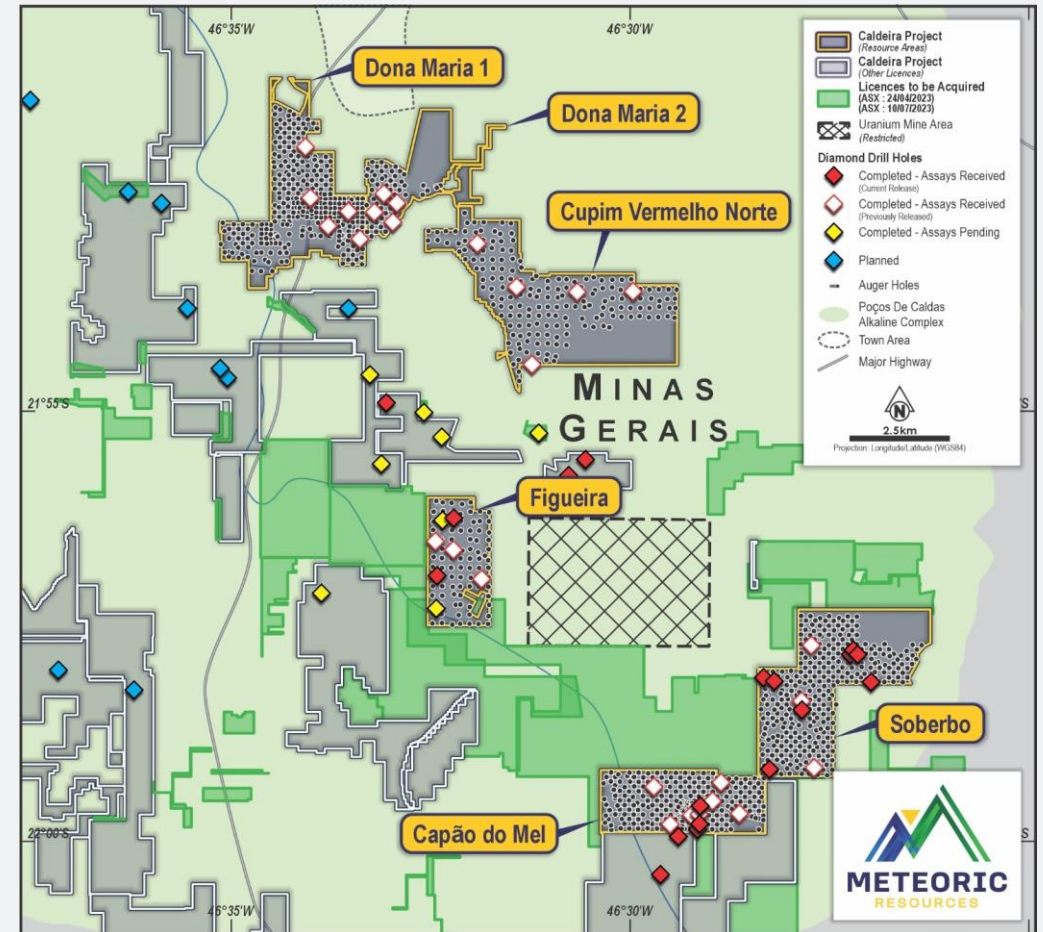 46°35'W
46°30'W
Dona Maria 1
Dona Maria 2
Cupim Vermelho Norte
Caldeira Project
(Resource Areas)
Caldeira Project
(Other Licences)
Licences to be Acquired
(ASX : 24/04/2023)
(ASX : 10/07/2023)
Uranium Mine Area
(Restricted)
Diamond Drill Holes
Completed - Assays Received
(Current Release)
Completed - Assays Received
(Previously Released)
Completed - Assays Pending
Planned
Auger Holes
Poços De Caldas
Alkaline Complex
Town Area
Major Highway
N
2.5km
Projection: Longitude/Latitude (WGS84)
21°55'S
S
MINAS
GERAIS
Figueira
Soberbo
Capão do Mel
22°00'S
S
46°35'W
46°30'W
METEORIC
RESOURCES